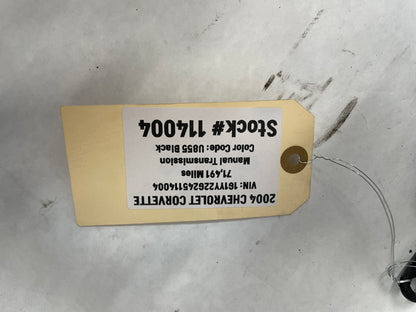 2004 CHEVROLET CORVETTE
VIN: 1G1YY22G245114004
71,491 Miles
Manual Transmission
Color Code: U855 Black
Stock# 114004